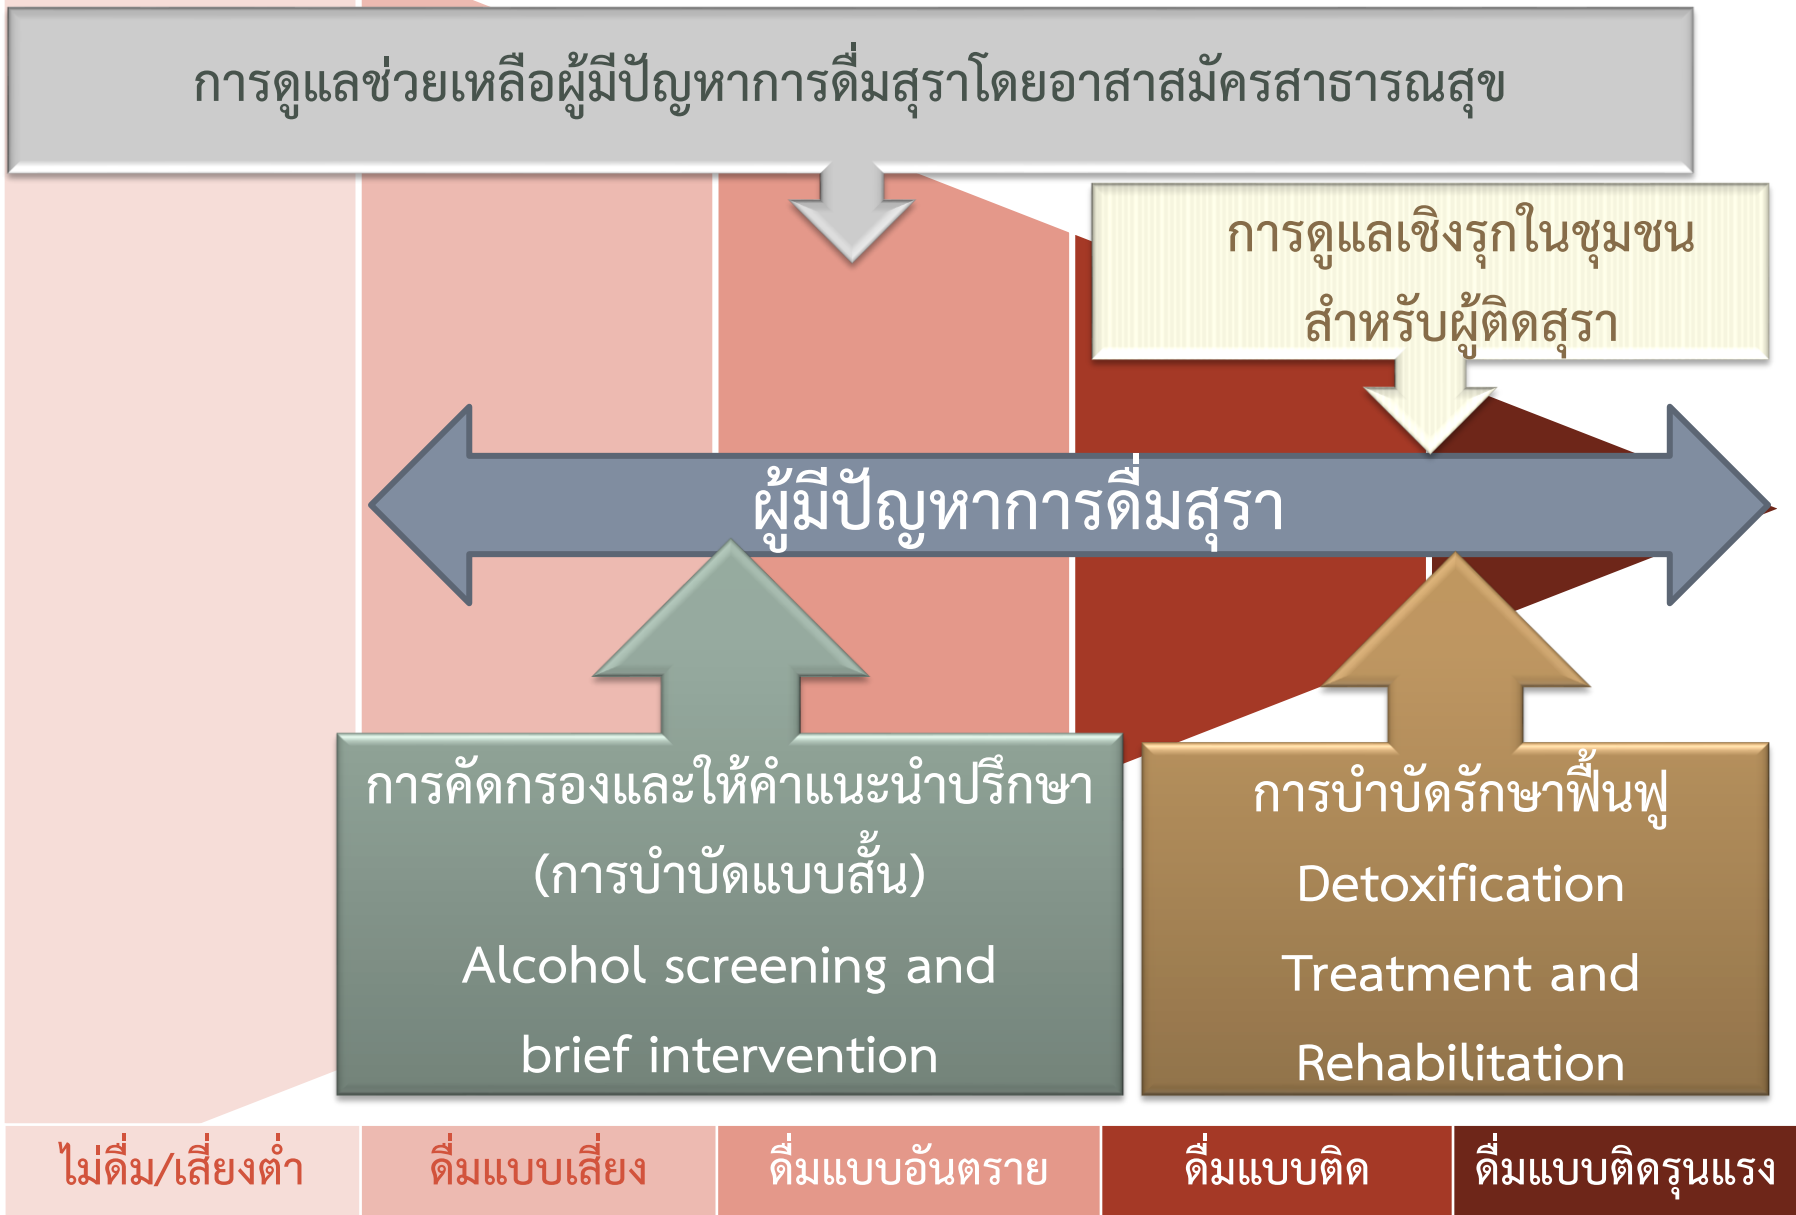 การดูแลช่วยเหลือผู้มีปัญหาการดื่มสุราโดยอาสาสมัครสาธารณสุข
การดูแลเชิงรุกในชุมชน
สำหรับผู้ติดสุรา
ผู้มีปัญหาการดื่มสุรา
การคัดกรองและให้คำแนะนำปรึกษา
(การบำบัดแบบสั้น)
Alcohol screening and
brief intervention
การบำบัดรักษาฟื้นฟู
Detoxification
Treatment and
Rehabilitation
ไม่ดื่ม/เสี่ยงต่ำ
ดื่มแบบเสี่ยง
ดื่มแบบอันตราย
ดื่มแบบติด
ดื่มแบบติดรุนแรง